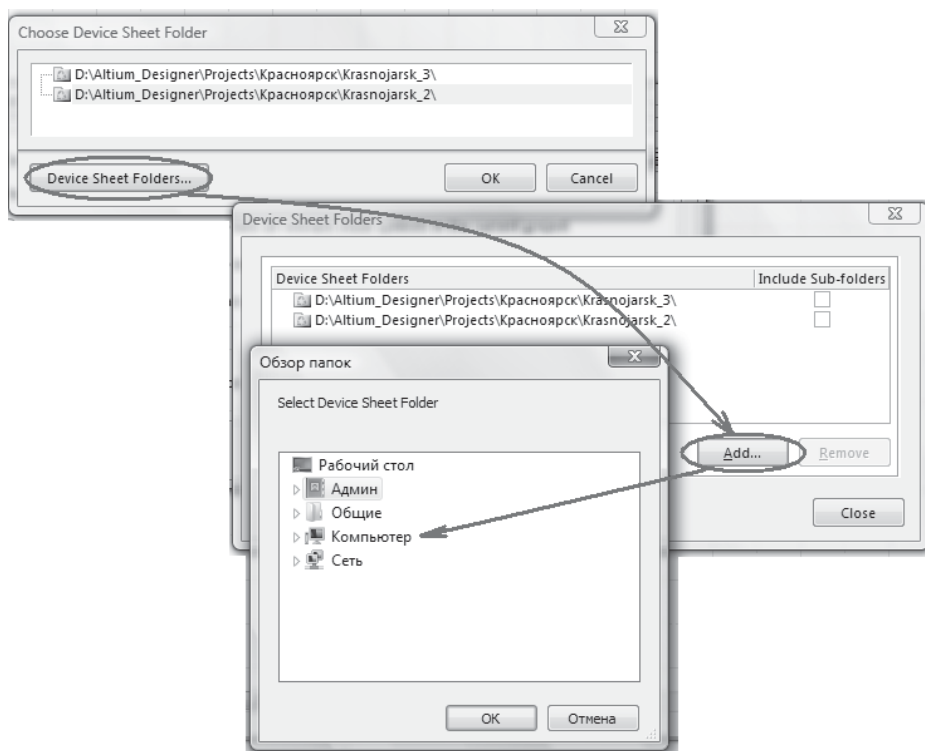 Choose Device Sheet Folder
D:\Altium_Designer\Projects\Красноярск\Krasnojarsk_3\
D:\Altium_Designer\Projects\Красноярск\Krasnojarsk_2\
Device Sheet Folders...
OK
Cancel
Device Sheet Folders
Device Sheet Folders
Include Sub-folders
D:\Altium_Designer\Projects\Красноярск\Krasnojarsk_3\
D:\Altium_Designer\Projects\Красноярск\Krasnojarsk_2\
Add...
Remove
Close
Обзор папок
Select Device Sheet Folder
Рабочий стол
Админ
Общие
Компьютер
Сеть
OK
Отмена